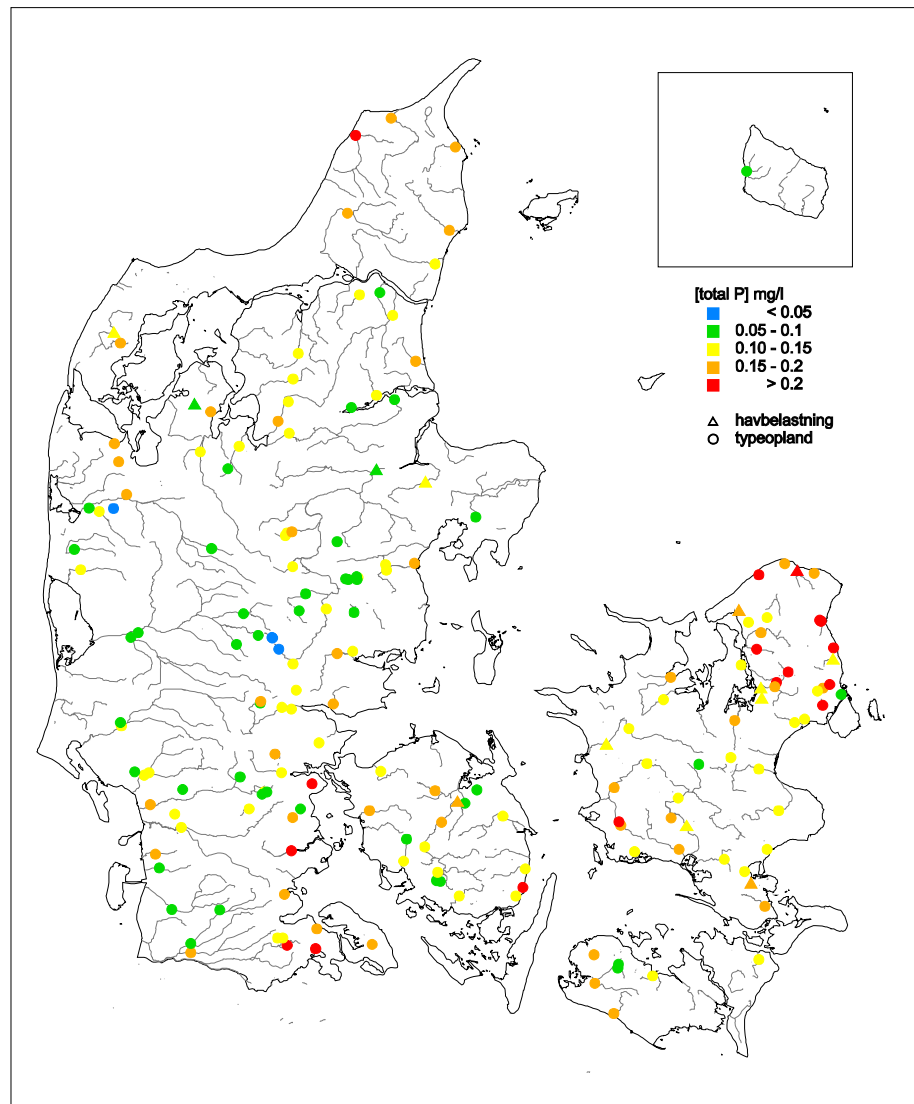 [total P] mg/l
< 0.05
0.05 - 0.1
0.10 - 0.15
0.15 - 0.2
> 0.2
havbelastning
typeopland